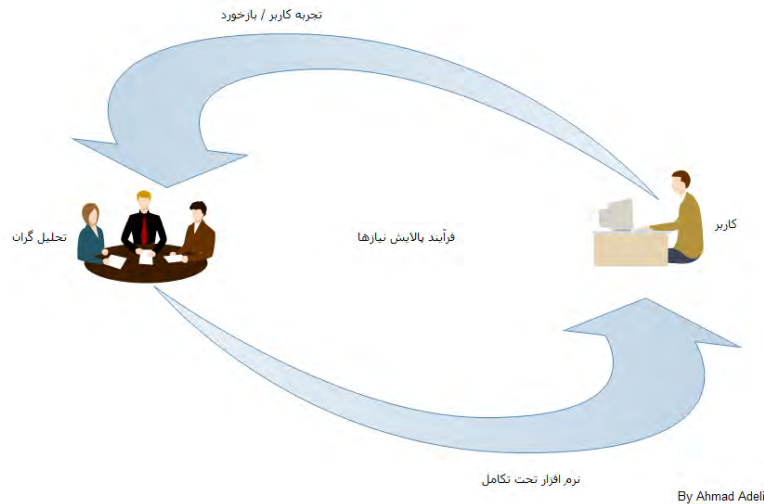 تجربه کاربر / بازخورد
کاربر
فرآیند پالایش نیازها
تحلیل گران
نرم افزار تحت تکامل
By Ahmad Adeli